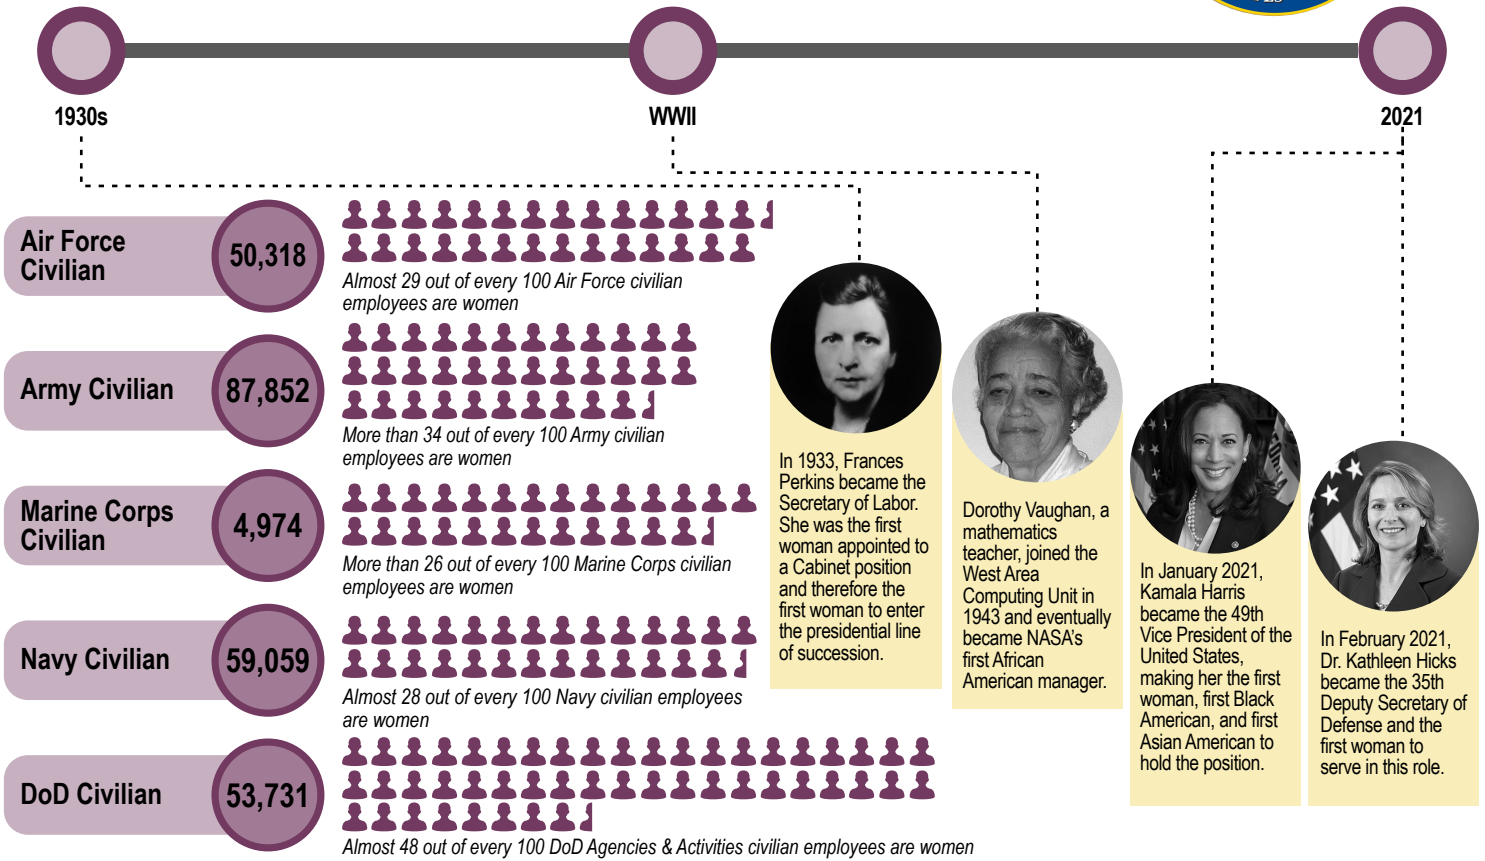 ES
1930s
WWII
2021
Air Force
Civilian
50,318
Almost 29 out of every 100 Air Force civilian
employees are women
Army Civilian
87,852
More than 34 out of every 100 Army civilian
employees are women
Marine Corps
Civilian
4,974
More than 26 out of every 100 Marine Corps civilian
employees are women
Navy Civilian
59,059
Almost 28 out of every 100 Navy civilian employees
are women
DoD Civilian
53,731
Almost 48 out of every 100 DoD Agencies & Activities civilian employees are women
In 1933, Frances
Perkins became the
Secretary of Labor.
She was the first
woman appointed to
a Cabinet position
and therefore the
first woman to enter
the presidential line
of succession.
Dorothy Vaughan, a
mathematics
teacher, joined the
West Area
Computing Unit in
1943 and eventually
became NASA's
first African
American manager.
In January 2021,
Kamala Harris
became the 49th
Vice President of the
United States,
making her the first
woman, first Black
American, and first
Asian American to
hold the position.
In February 2021,
Dr. Kathleen Hicks
became the 35th
Deputy Secretary of
Defense and the
first woman to
serve in this role.